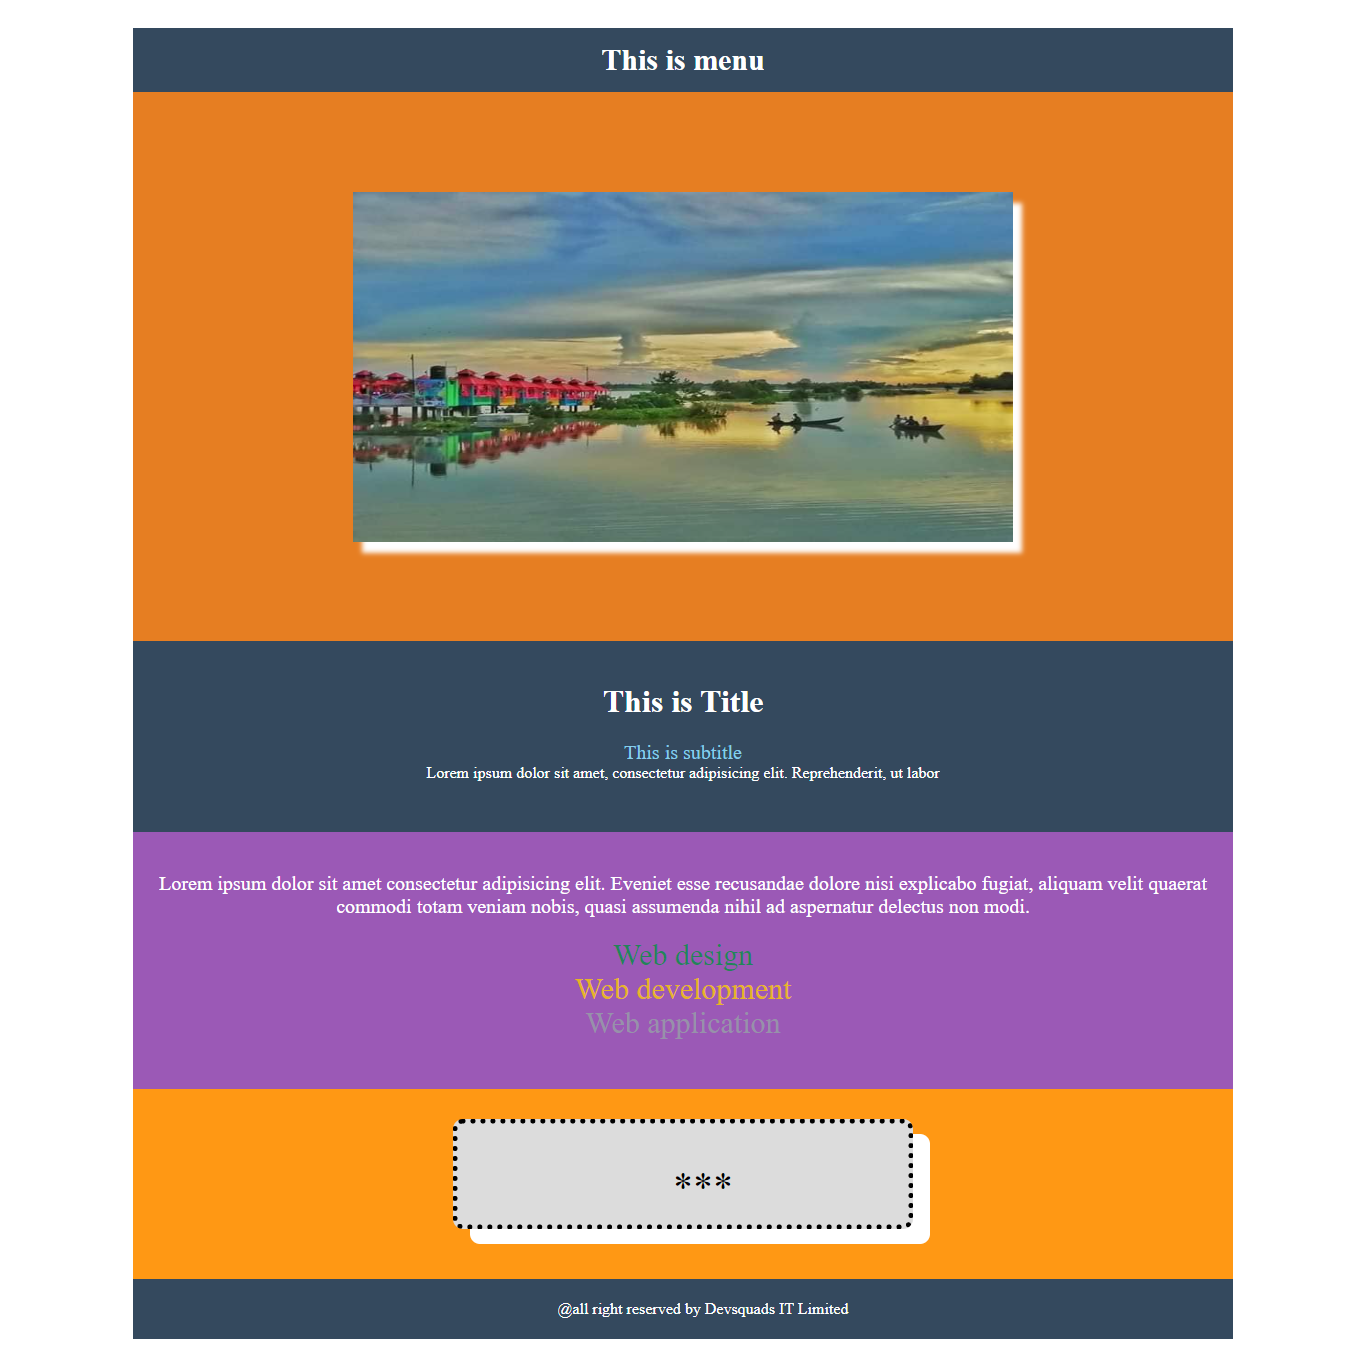 This is menu
This is Title
This is subtitle
Lorem ipsum dolor sit amet, consectetur adipisicing elit. Reprehenderit, ut labor
Lorem ipsum dolor sit amet consectetur adipisicing elit. Eveniet esse recusandae dolore nisi explicabo fugiat, aliquam velit quaerat
commodi totam veniam nobis, quasi assumenda nihil ad aspernatur delectus non modi.
Web design
Web development
Web application
***
@all right reserved by Devsquads IT Limited